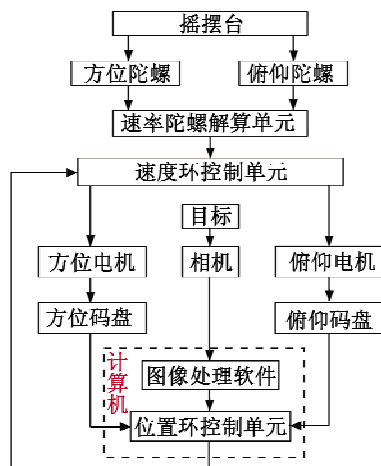 摇摆台
方位陀螺 俯仰陀螺
速率陀螺解算单元
速度环控制单元
目标
方位电机 相机 俯仰电机
方位码盘 俯仰码盘
计算机
图像处理软件
位置环控制单元